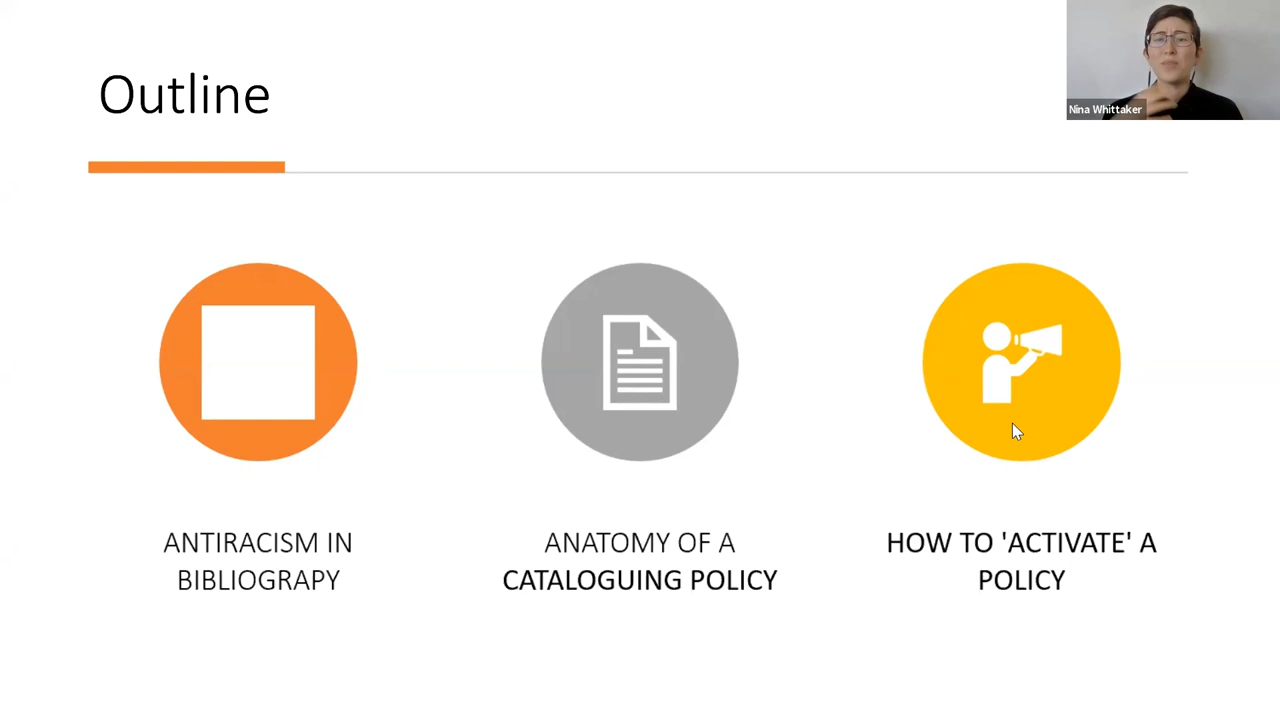 Outline
Nina Whittaker
ANTIRACISM IN
BIBLIOGRAPY
ANATOMY OF A
CATALOGUING POLICY
HOW TO 'ACTIVATE' A
POLICY